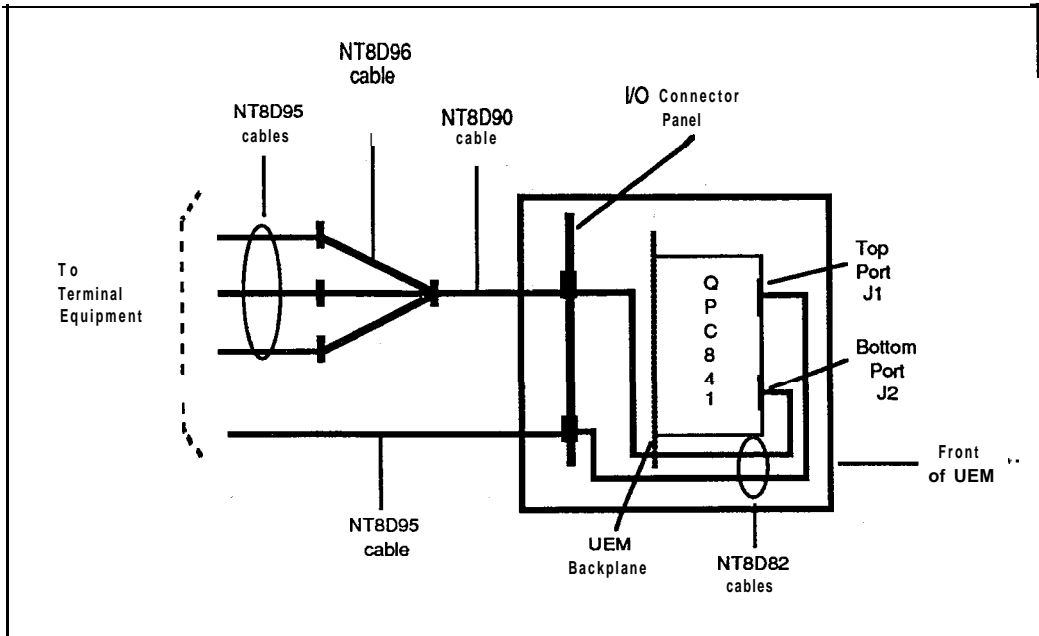 NT8D96
cable
NT8D95
cables
NT8D90
cable
I/O Connector
Panel
To
Terminal
Equipment
Q
P
C
8
4
1
Top
Port
J1
Bottom
Port
J2
Front
of UEM
NT8D95
cable
UEM
Backplane
NT8D82
cables